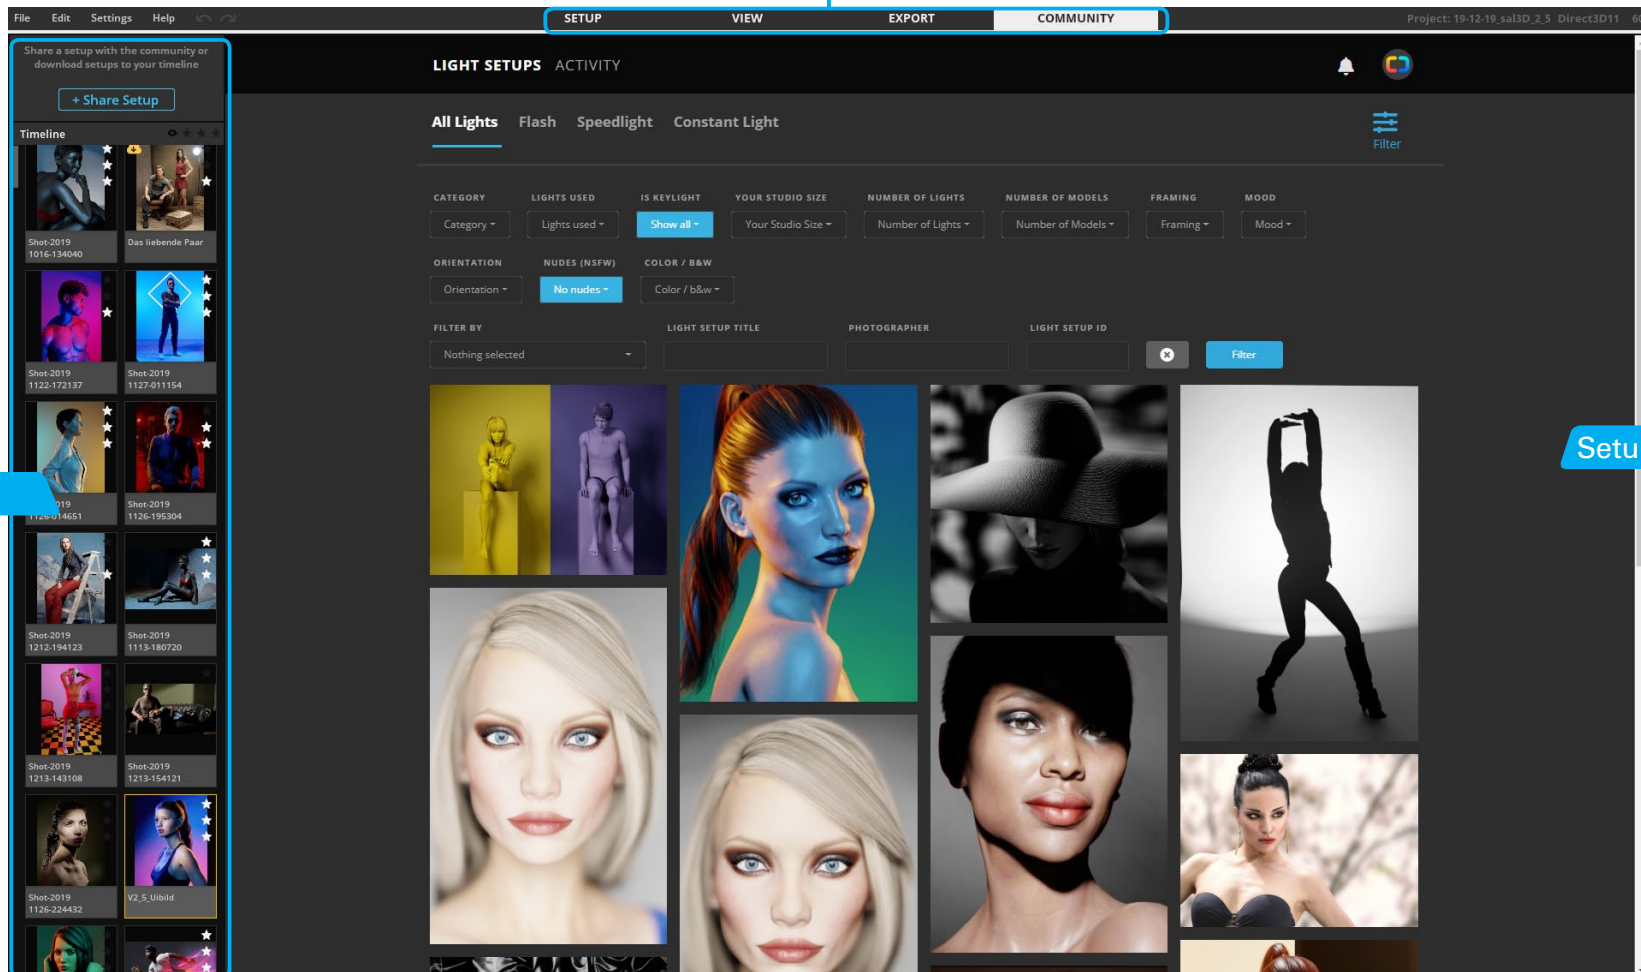 File Edit Settings Help
SETUP VIEW EXPORT COMMUNITY
Project: 19-12-19_sal3D_2_5 Direct3D11
Share a setup with the community or
download setups to your timeline
+ Share Setup
Timeline
Shot-2019
1016-134040
Das liebende Paar
Shot-2019
1122-172137
Shot-2019
1127-011154
1126-014651
Shot-2019
1126-195304
Shot-2019
1212-194123
Shot-2019
1113-180720
Shot-2019
1213-143108
Shot-2019
1213-154121
Shot-2019
1126-224432
V2_5_Uibild
LIGHT SETUPS ACTIVITY
All Lights Flash Speedlight Constant Light
Filter
CATEGORY LIGHTS USED IS KEYLIGHT YOUR STUDIO SIZE NUMBER OF LIGHTS NUMBER OF MODELS FRAMING MOOD
Category Lights used Show all Your Studio Size Number of Lights Number of Models Framing Mood
ORIENTATION NUDES (NSFW) COLOR / B&W
Orientation No nudes Color / b&w
FILTER BY LIGHT SETUP TITLE PHOTOGRAPHER LIGHT SETUP ID
Nothing selected Filter
Setu